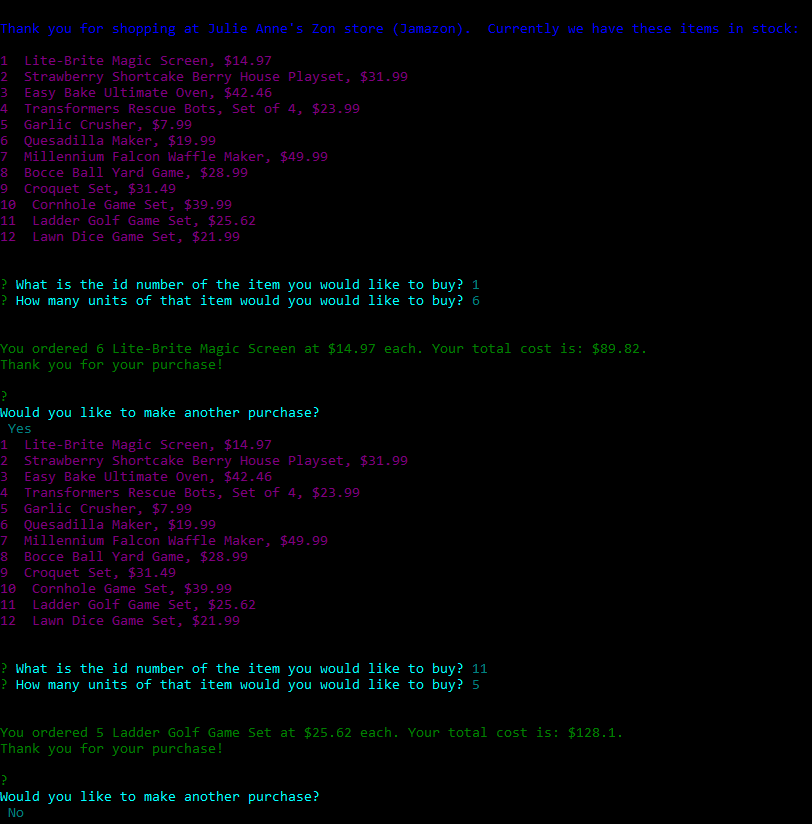 Thank you for shopping at Julie Anne's Zon store (Jamazon).  Currently we have these items in stock:
1  Lite-Brite Magic Screen, $14.97
2  Strawberry Shortcake Berry House Playset, $31.99
3  Easy Bake Ultimate Oven, $42.46
4  Transformers Rescue Bots, Set of 4, $23.99
5  Garlic Crusher, $7.99
6  Quesadilla Maker, $19.99
7  Millennium Falcon Waffle Maker, $49.99
8  Bocce Ball Yard Game, $28.99
9  Croquet Set, $31.49
10  Cornhole Game Set, $39.99
11  Ladder Golf Game Set, $25.62
12  Lawn Dice Game Set, $21.99
? What is the id number of the item you would like to buy? 1
? How many units of that item would you would like to buy? 6
You ordered 6 Lite-Brite Magic Screen at $14.97 each. Your total cost is: $89.82.
Thank you for your purchase!
?
Would you like to make another purchase?
Yes
1  Lite-Brite Magic Screen, $14.97
2  Strawberry Shortcake Berry House Playset, $31.99
3  Easy Bake Ultimate Oven, $42.46
4  Transformers Rescue Bots, Set of 4, $23.99
5  Garlic Crusher, $7.99
6  Quesadilla Maker, $19.99
7  Millennium Falcon Waffle Maker, $49.99
8  Bocce Ball Yard Game, $28.99
9  Croquet Set, $31.49
10  Cornhole Game Set, $39.99
11  Ladder Golf Game Set, $25.62
12  Lawn Dice Game Set, $21.99
? What is the id number of the item you would like to buy? 11
? How many units of that item would you would like to buy? 5
You ordered 5 Ladder Golf Game Set at $25.62 each. Your total cost is: $128.1.
Thank you for your purchase!
?
Would you like to make another purchase?
No